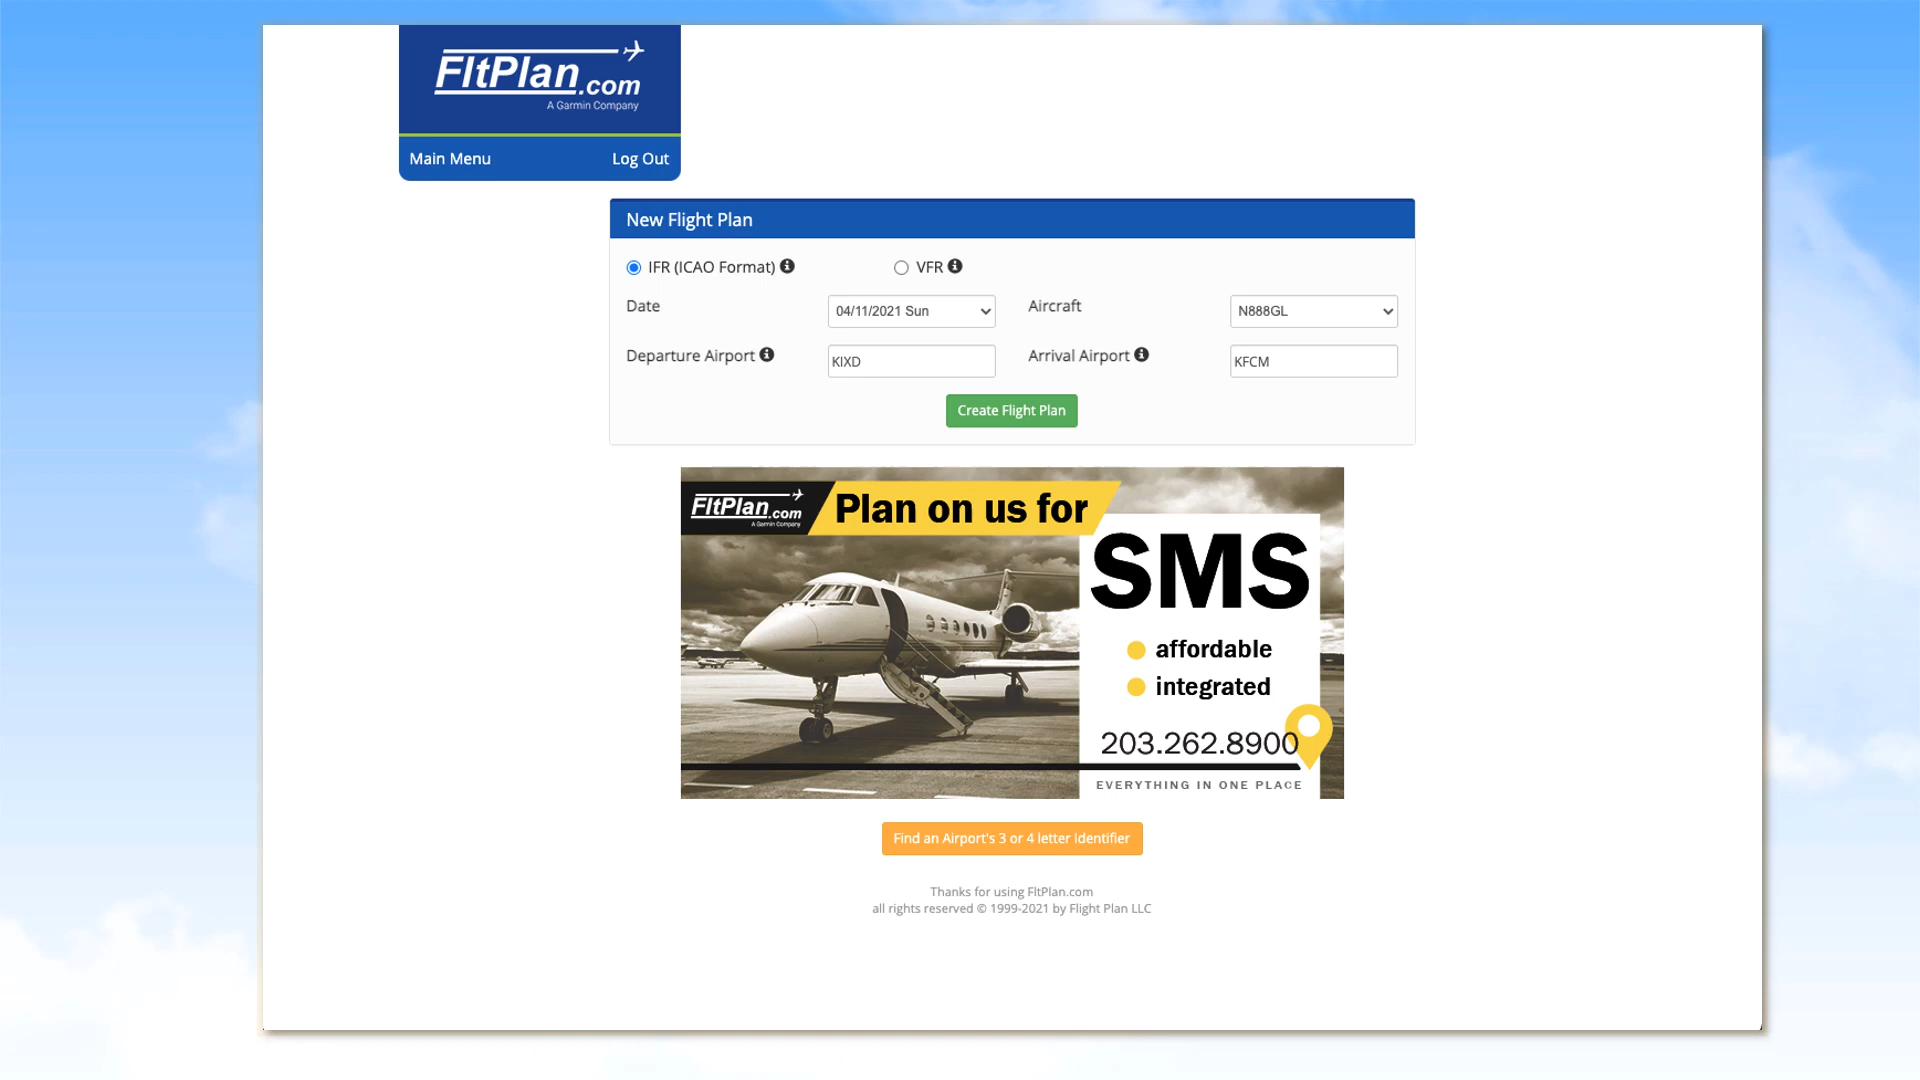 FltPlan.com
A Garmin Company
Main Menu Log Out
New Flight Plan
IFR (ICAO Format) VFR
Date 04/11/2021 Sun Aircraft N888GL
Departure Airport KIXD Arrival Airport KFCM
Create Flight Plan
FltPlan.com
A Garmin Company
Plan on us for
SMS
affordable
integrated
203.262.8900
EVERYTHING IN ONE PLACE
Find an Airport's 3 or 4 letter identifier
Thanks for using FltPlan.com
all rights reserved © 1999-2021 by Flight Plan LLC